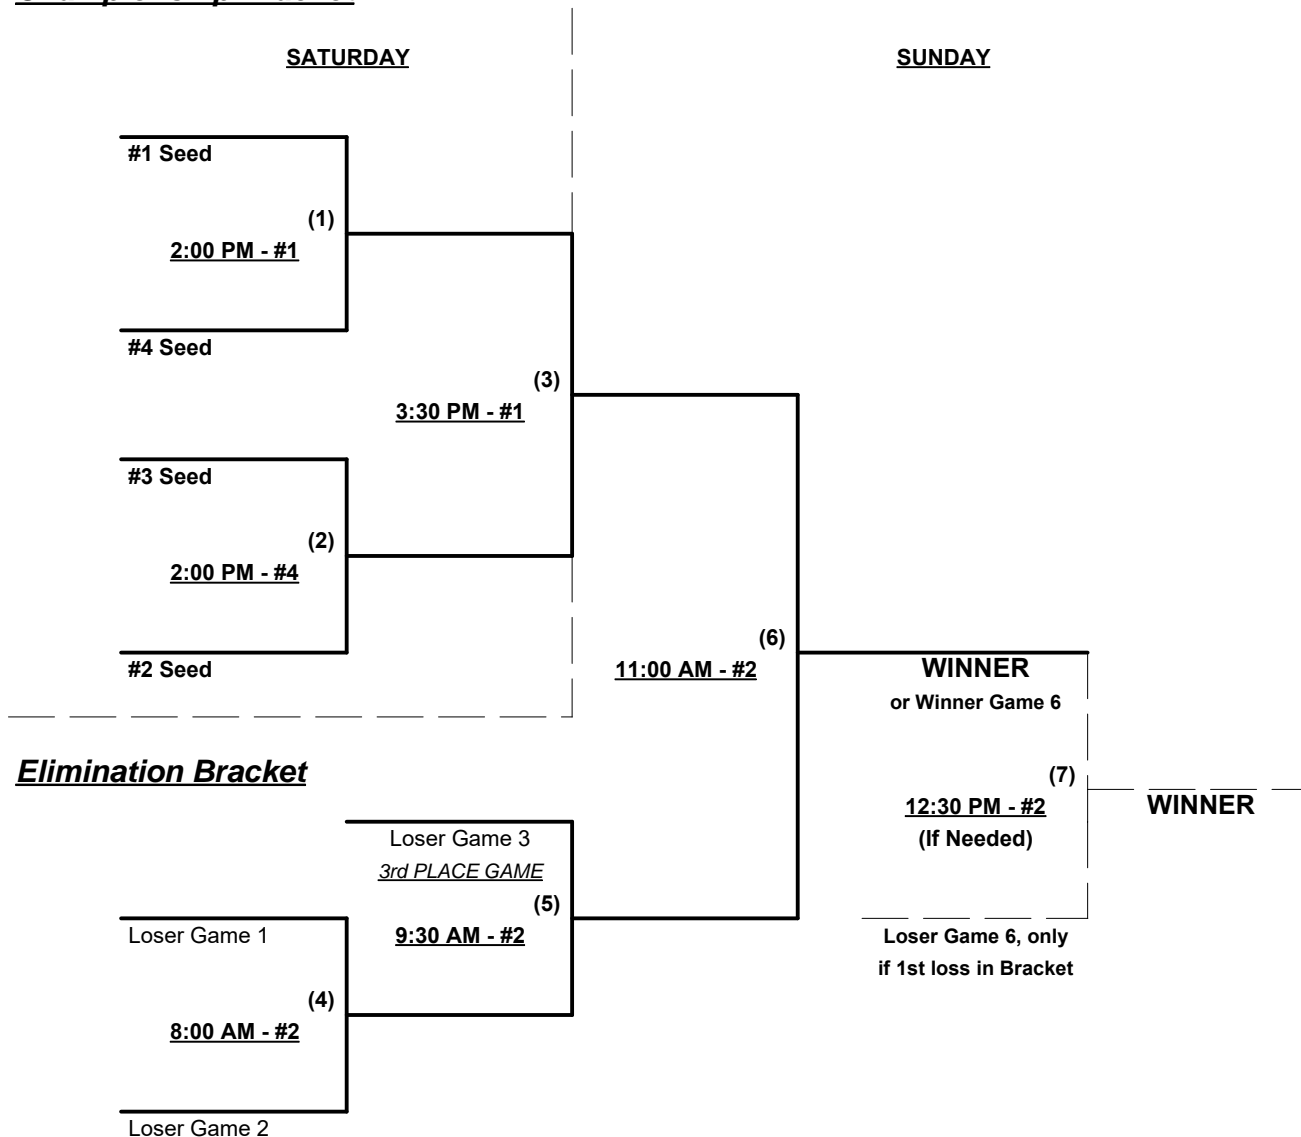 SATURDAY
SUNDAY
#1 Seed
(1)
2:00 PM - #1
#4 Seed
(3)
3:30 PM - #1
#3 Seed
(2)
2:00 PM - #4
#2 Seed
(6)
11:00 AM - #2
WINNER
or Winner Game 6
Elimination Bracket
(7)
12:30 PM - #2
WINNER
(If Needed)
Loser Game 3
3rd PLACE GAME
(5)
9:30 AM - #2
Loser Game 1
Loser Game 6, only
if 1st loss in Bracket
(4)
8:00 AM - #2
Loser Game 2